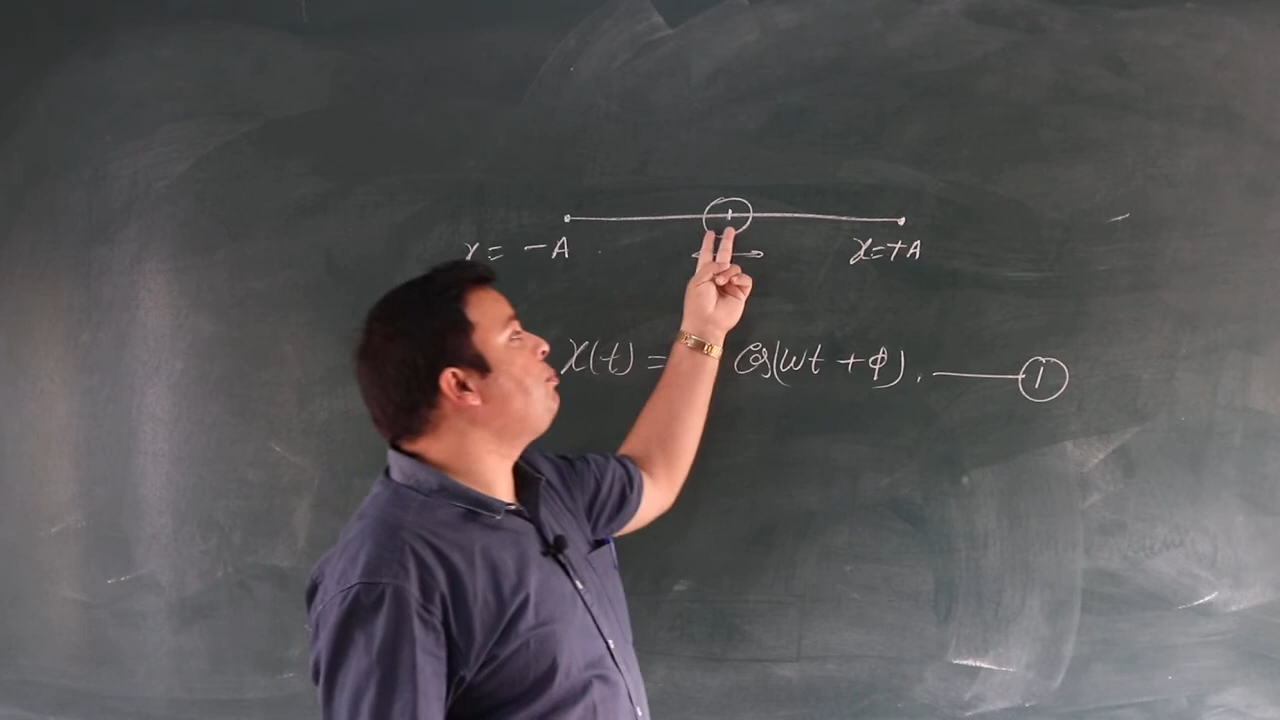 x = -A x=+A
x(t) = Cos(ωt + φ). ——— 1